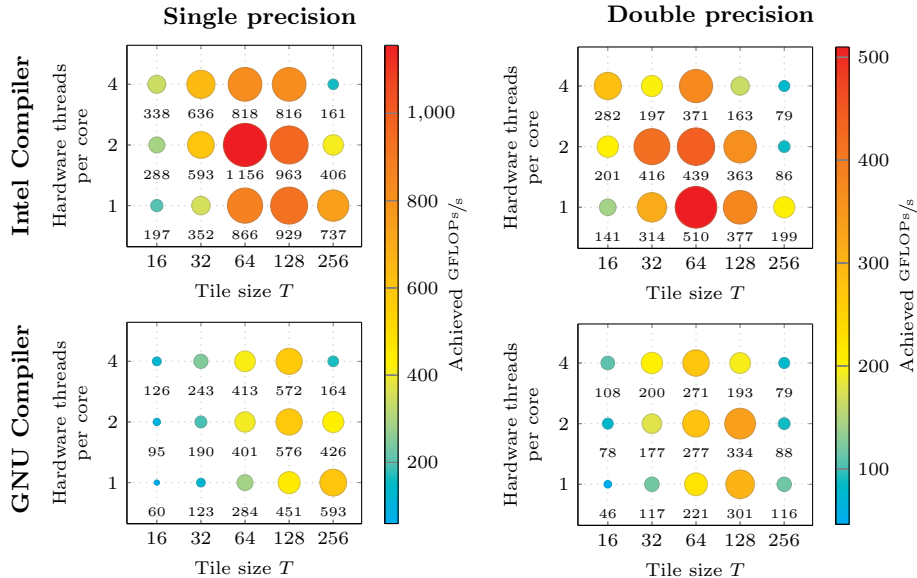 Single precision
Double precision
Intel Compiler
Hardware threads
per core
4
338 636 818 816 161
2
288 593 1 156 963 406
1
197 352 866 929 737
16 32 64 128 256
Tile size T
Hardware threads
per core
4
282 197 371 163 79
2
201 416 439 363 86
1
141 314 510 377 199
16 32 64 128 256
Tile size T
GNU Compiler
Hardware threads
per core
4
126 243 413 572 164
2
95 190 401 576 426
1
60 123 284 451 593
16 32 64 128 256
Tile size T
1,000
800
600
400
200
Achieved GFLOPs/s
Hardware threads
per core
4
108 200 271 193 79
2
78 177 277 334 88
1
46 117 221 301 116
16 32 64 128 256
Tile size T
500
400
300
200
100
Achieved GFLOPs/s